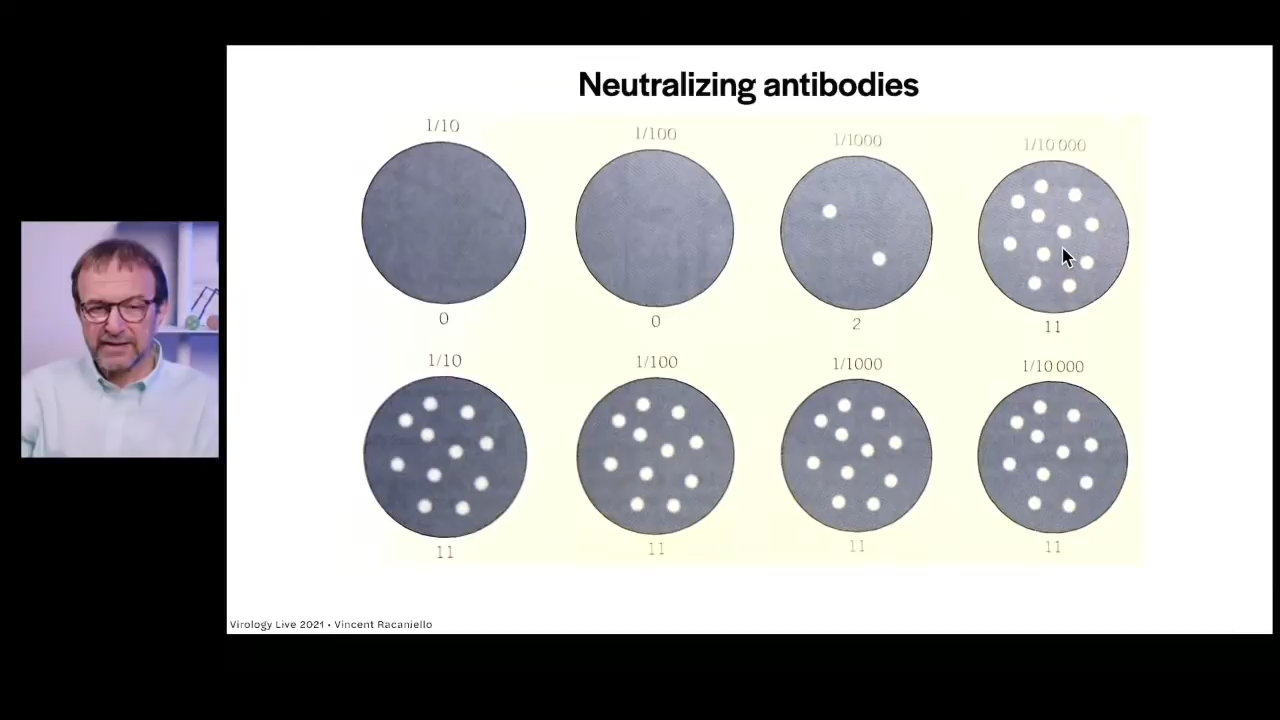 Neutralizing antibodies
1/10 1/100 1/1000 1/10 000
0 0 2 11
1/10 1/100 1/1000 1/10 000
11 11 11 11
Virology Live 2021 • Vincent Racaniello